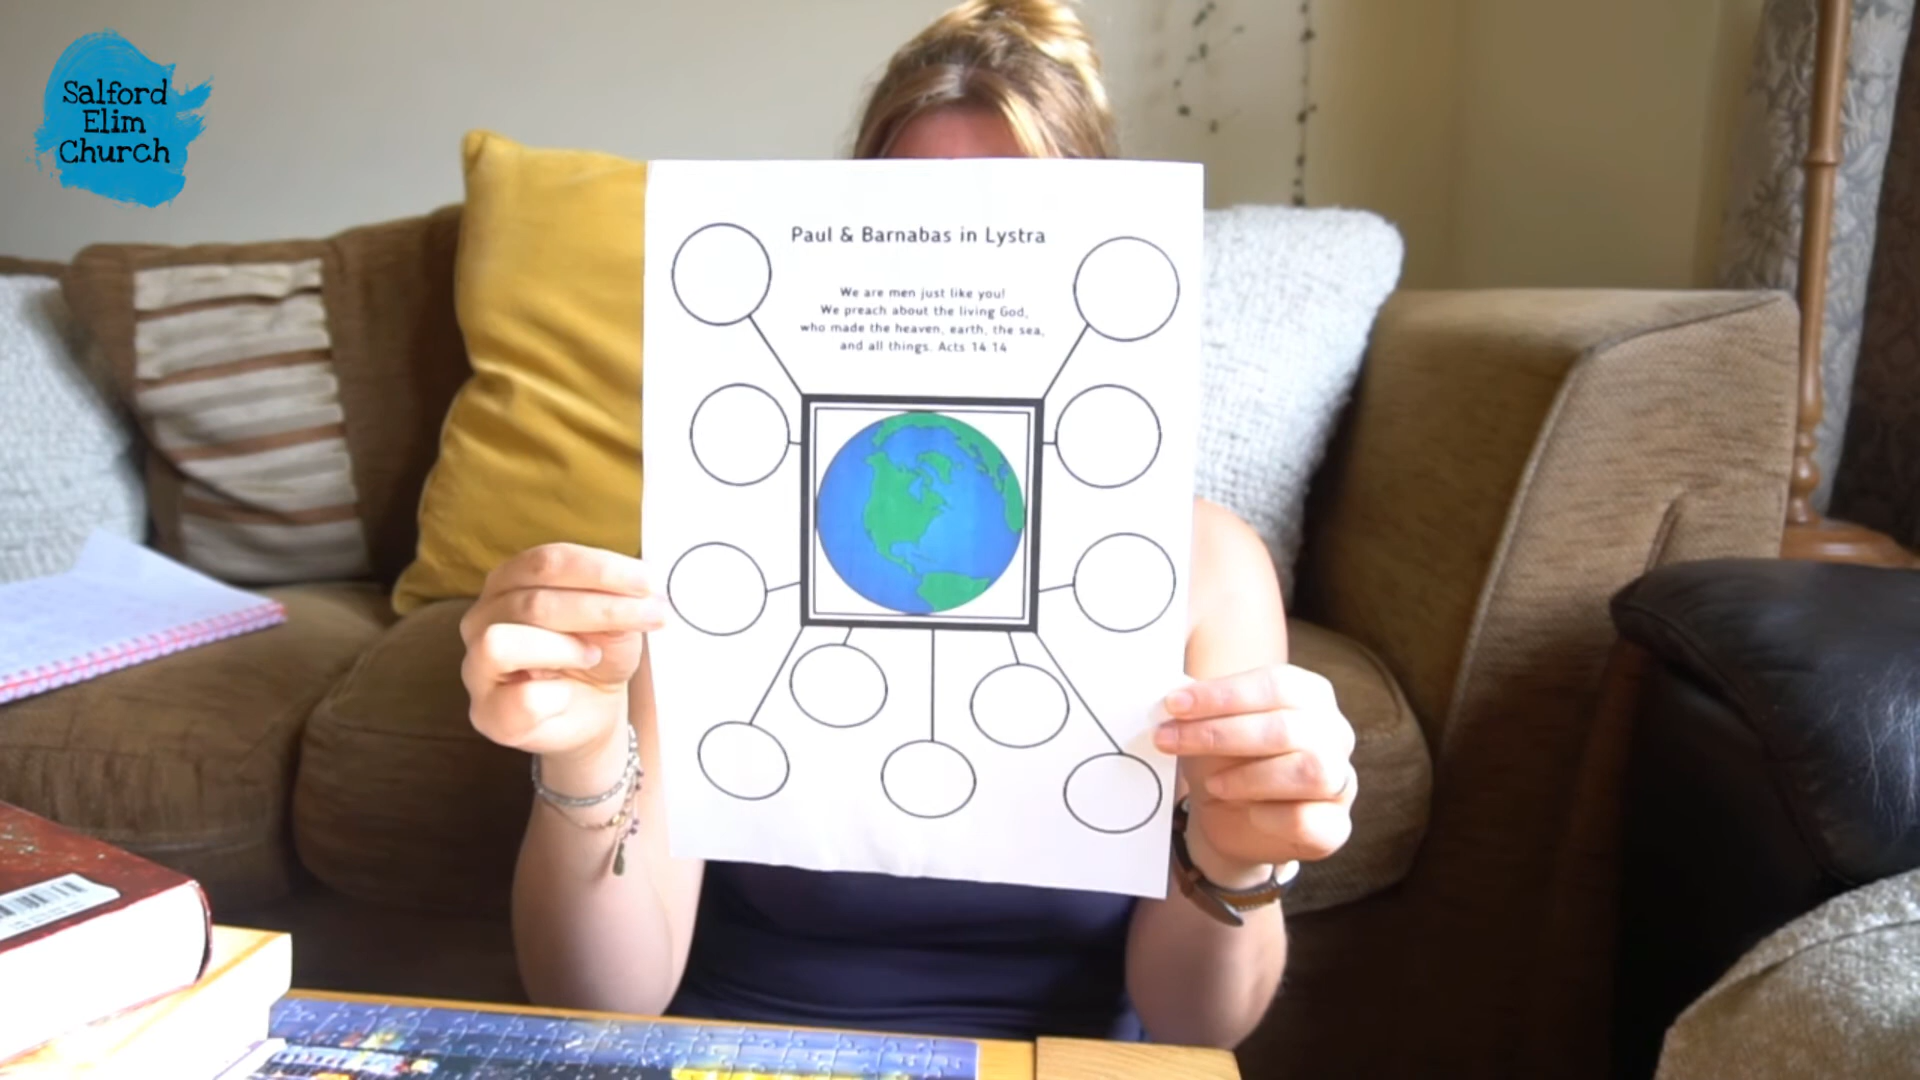 Salford
Elim
Church
Paul & Barnabas in Lystra
We are men just like you!
We preach about the living God,
who made the heaven, earth, the sea,
and all things. Acts 14 14